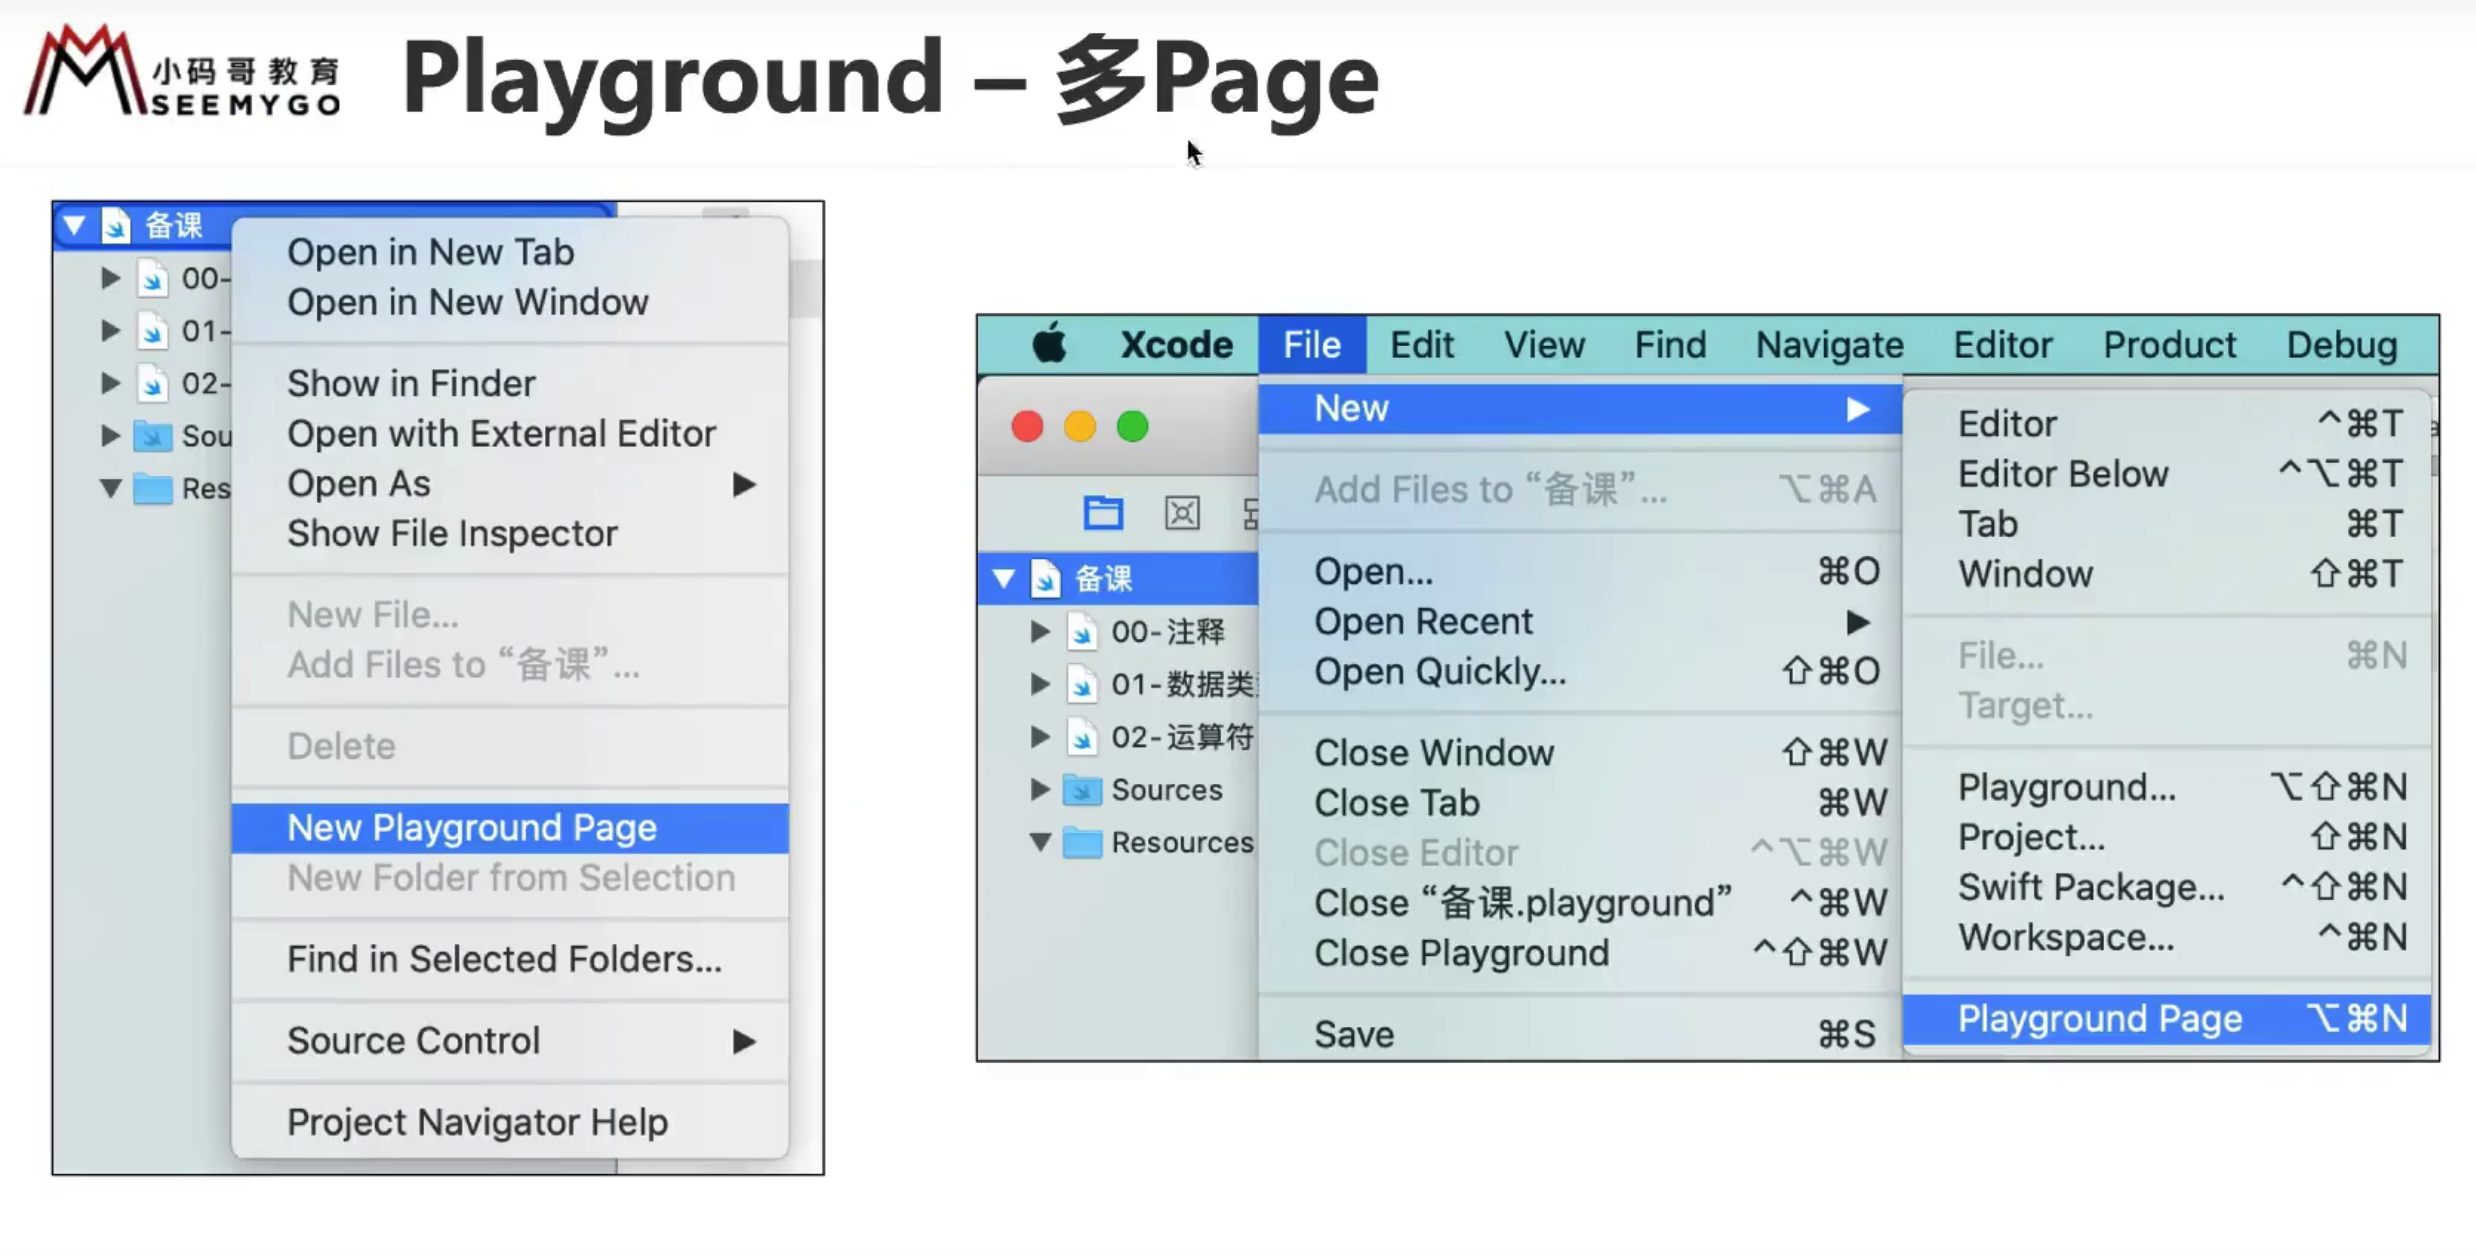 小码哥教育
SEEMYGO
Playground – 多Page
备课
00-
01-
02-
Sou
Res
Open in New Tab
Open in New Window
Show in Finder
Open with External Editor
Open As
Show File Inspector
New File...
Add Files to “备课”...
Delete
New Playground Page
New Folder from Selection
Find in Selected Folders...
Source Control
Project Navigator Help
Xcode File Edit View Find Navigate Editor Product Debug
备课
00-注释
01-数据类
02-运算符
Sources
Resources
New
Add Files to “备课”... ⌥⌘A
Open... ⌘O
Open Recent
Open Quickly... ⇧⌘O
Close Window ⇧⌘W
Close Tab ⌘W
Close Editor ^⌥⌘W
Close “备课.playground” ^⌘W
Close Playground ^⇧⌘W
Save ⌘S
Editor ^⌘T
Editor Below ^⌥⌘T
Tab ⌘T
Window ⇧⌘T
File... ⌘N
Target...
Playground... ⌥⇧⌘N
Project... ⇧⌘N
Swift Package... ^⇧⌘N
Workspace... ^⌘N
Playground Page ⌥⌘N